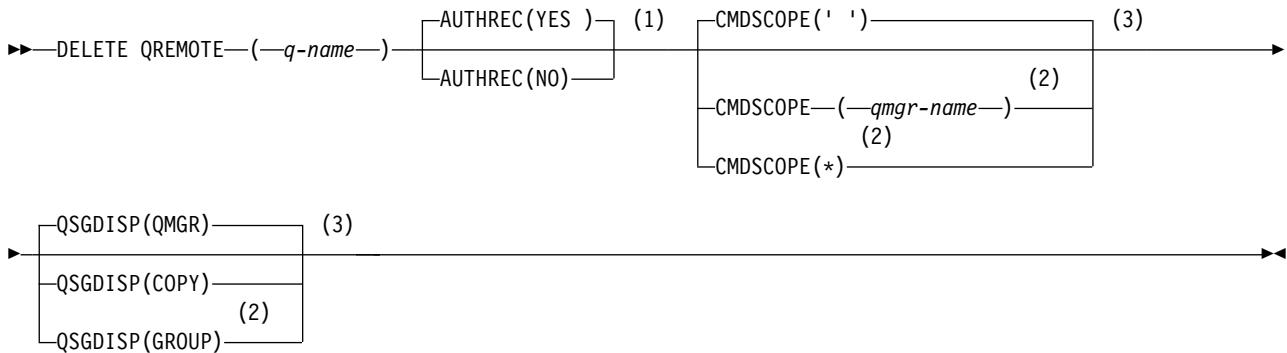 AUTHREC(YES ) (1) CMDSCOPE(' ') (3)
DELETE QREMOTE ( q-name )
AUTHREC(NO)
(2)
CMDSCOPE ( qmgr-name )
(2)
CMDSCOPE(*)
QSGDISP(QMGR) (3)
QSGDISP(COPY)
(2)
QSGDISP(GROUP)